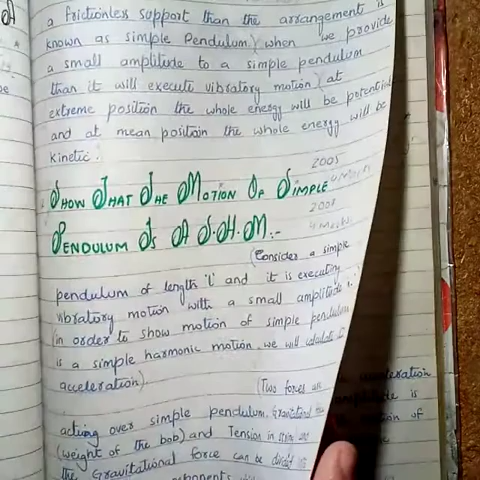 a frictionless support than the arrangement is
known as simple Pendulum) when we provide
a small amplitude to a simple pendulum
than it will execute vibratory motion) at
extreme position the whole energy will be potential
and at mean position the whole energy will be
kinetic.
2005
SHOW THAT THE MOTION OF SIMPLE
2008
PENDULUM IS A S.H.M.-
(Consider a simple
pendulum of length 'l' and it is executing
vibratory motion with a small amplitude
(in order to show motion of simple pendulum
is a simple harmonic motion. we will calculate
acceleration).
(Two forces are
acting over simple pendulum. Gravitational
(weight of the bob) and Tension in
the Gravitational force can be
acceleration
amplitude is
of